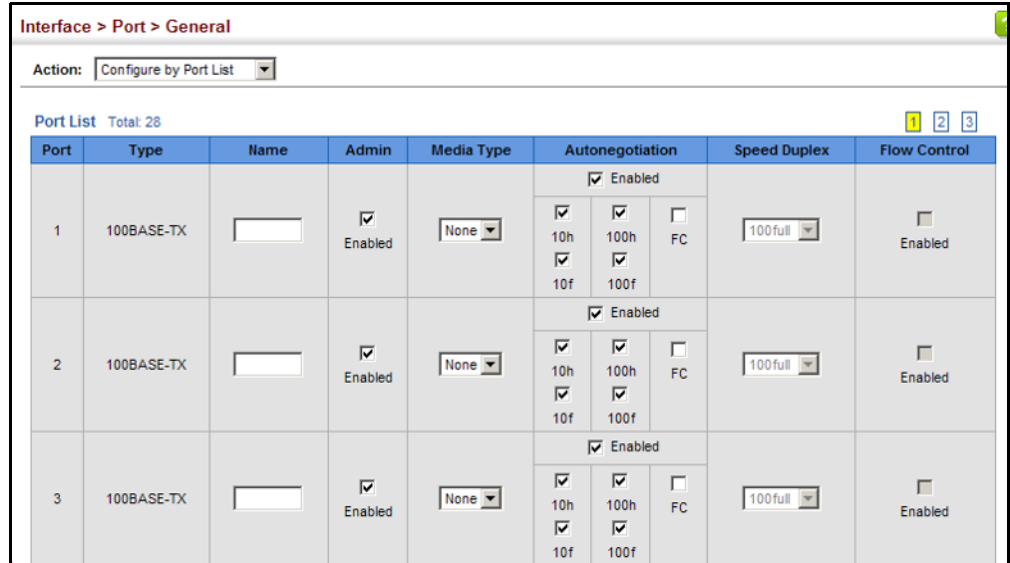 Interface > Port > General
?
Action: Configure by Port List
Port List Total: 28 1 2 3
Port Type Name Admin Media Type Autonegotiation Speed Duplex Flow Control
Enabled
1 100BASE-TX Enabled None 10h 100h FC 100full Enabled
10f 100f
Enabled
2 100BASE-TX Enabled None 10h 100h FC 100full Enabled
10f 100f
Enabled
3 100BASE-TX Enabled None 10h 100h FC 100full Enabled
10f 100f